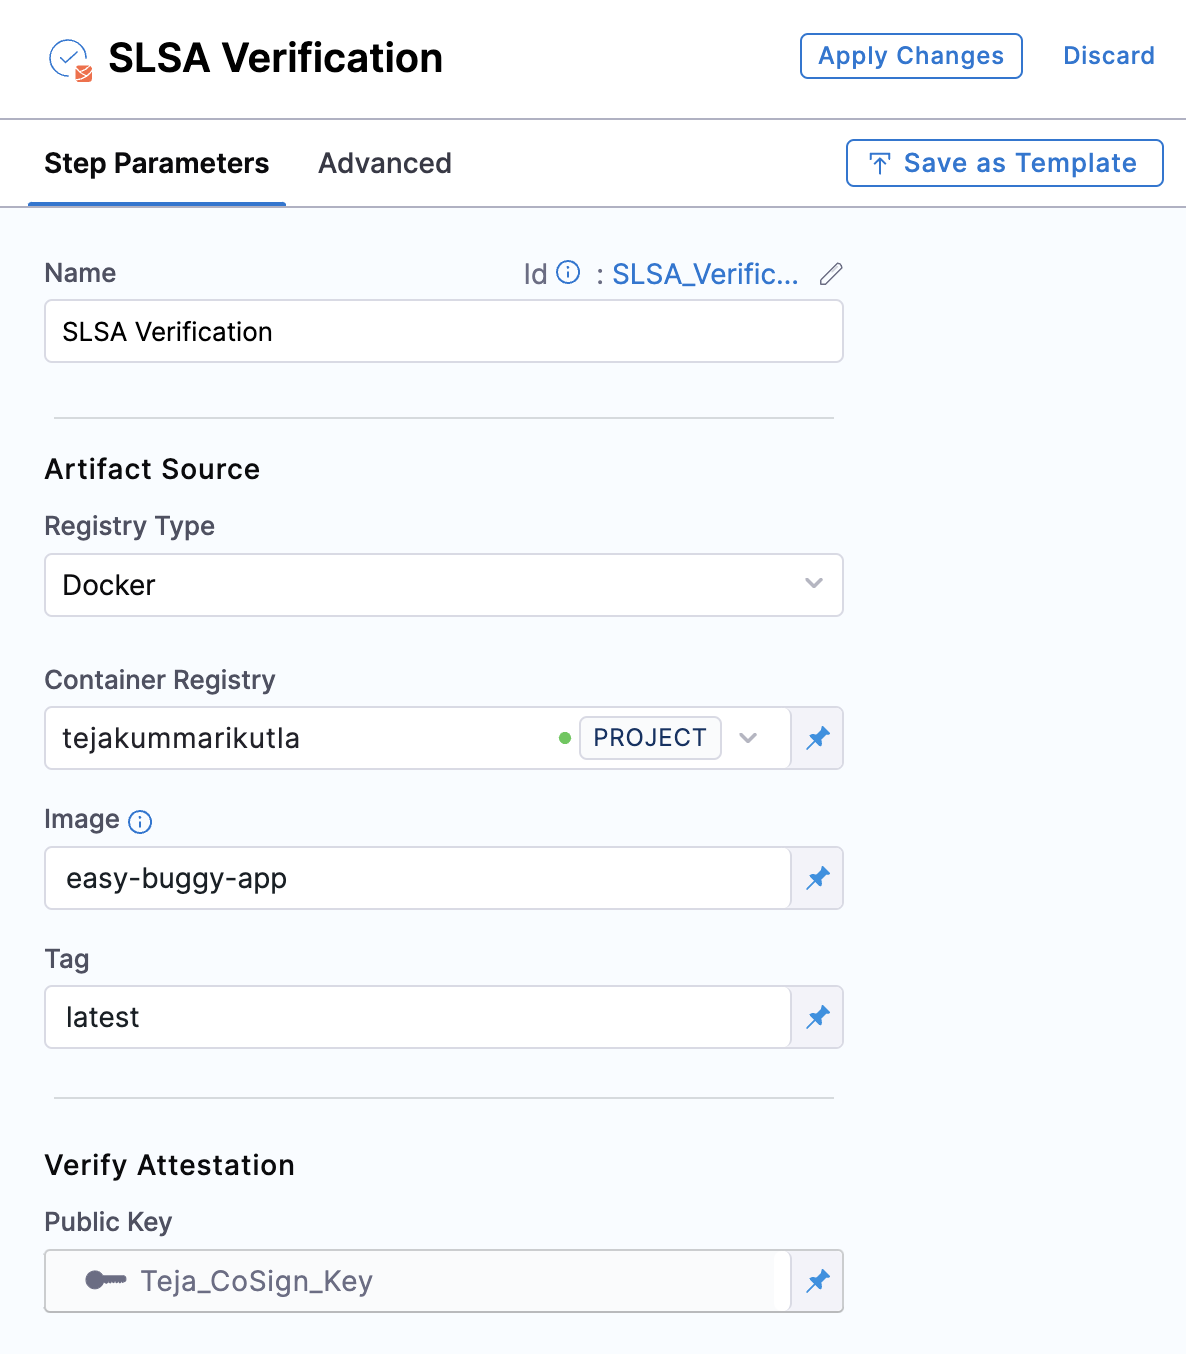 SLSA Verification
Apply Changes
Discard
Step Parameters
Advanced
Save as Template
Name
Id : SLSA_Verific...
SLSA Verification
Artifact Source
Registry Type
Docker
Container Registry
tejakummarikutla
PROJECT
Image
easy-buggy-app
Tag
latest
Verify Attestation
Public Key
Teja_CoSign_Key